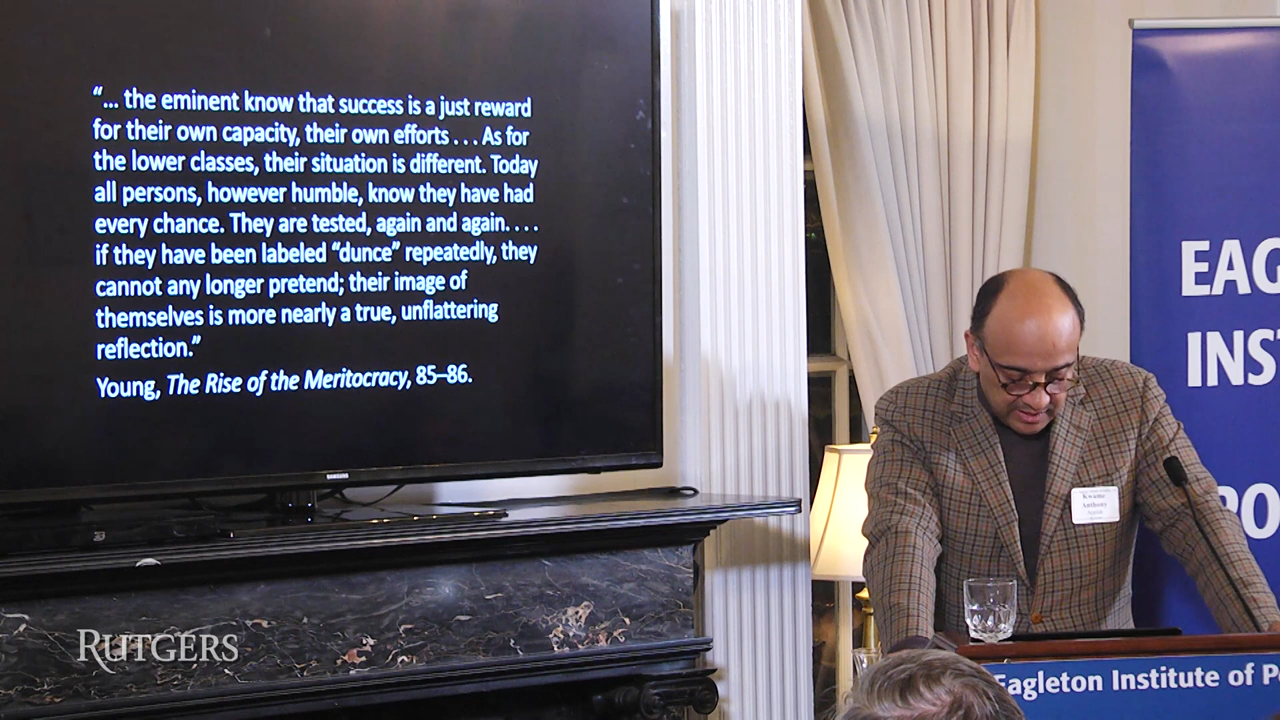 “... the eminent know that success is a just reward
for their own capacity, their own efforts . . . As for
the lower classes, their situation is different. Today
all persons, however humble, know they have had
every chance. They are tested, again and again. . . .
if they have been labeled “dunce” repeatedly, they
cannot any longer pretend; their image of
themselves is more nearly a true, unflattering
reflection.”
Young, The Rise of the Meritocracy, 85–86.
SAMSUNG
RUTGERS
EAG
INST
PO
Kwame
Anthony
Eagleton Institute of Po